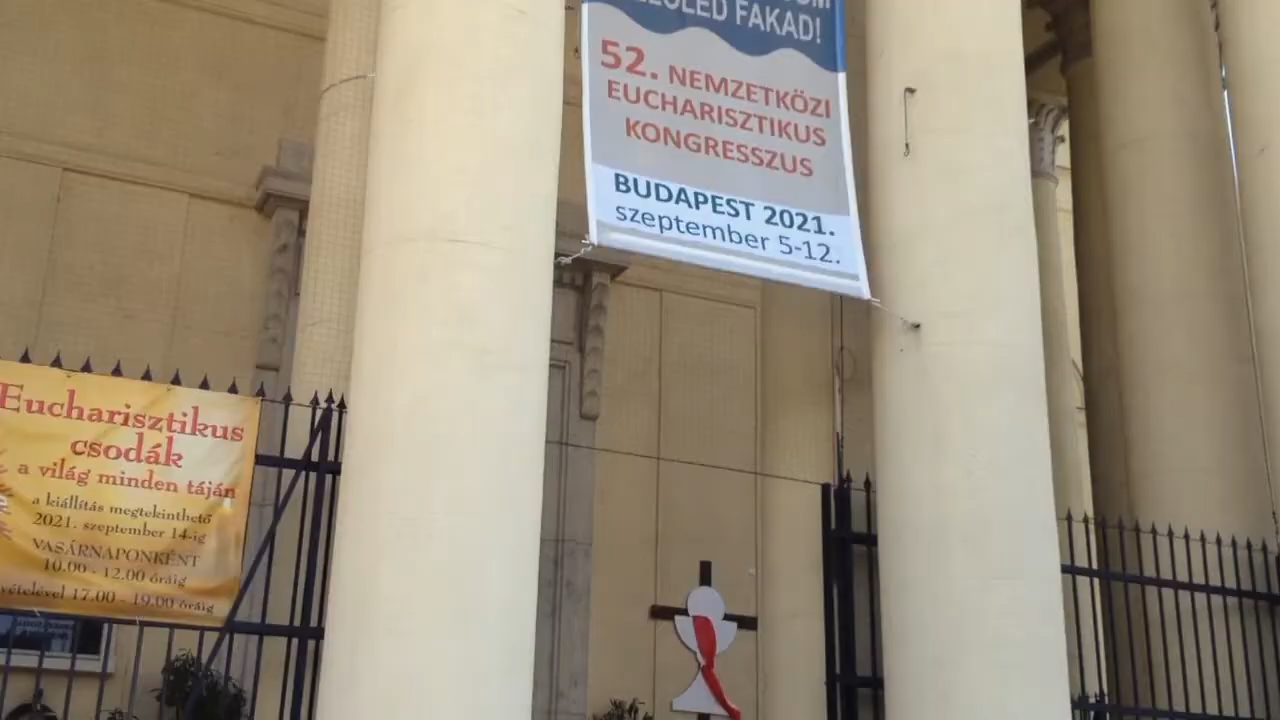 FAKAD!
52. NEMZETKÖZI
EUCHARISZTIKUS
KONGRESSZUS
BUDAPEST 2021.
szeptember 5-12.
Eucharisztikus
csodák
a világ minden táján
a kiállítás megtekinthető
2021. szeptember 14-ig
VASÁRNAPONKÉNT
10.00 - 12.00 óráig
17.00 - 19.00 óráig